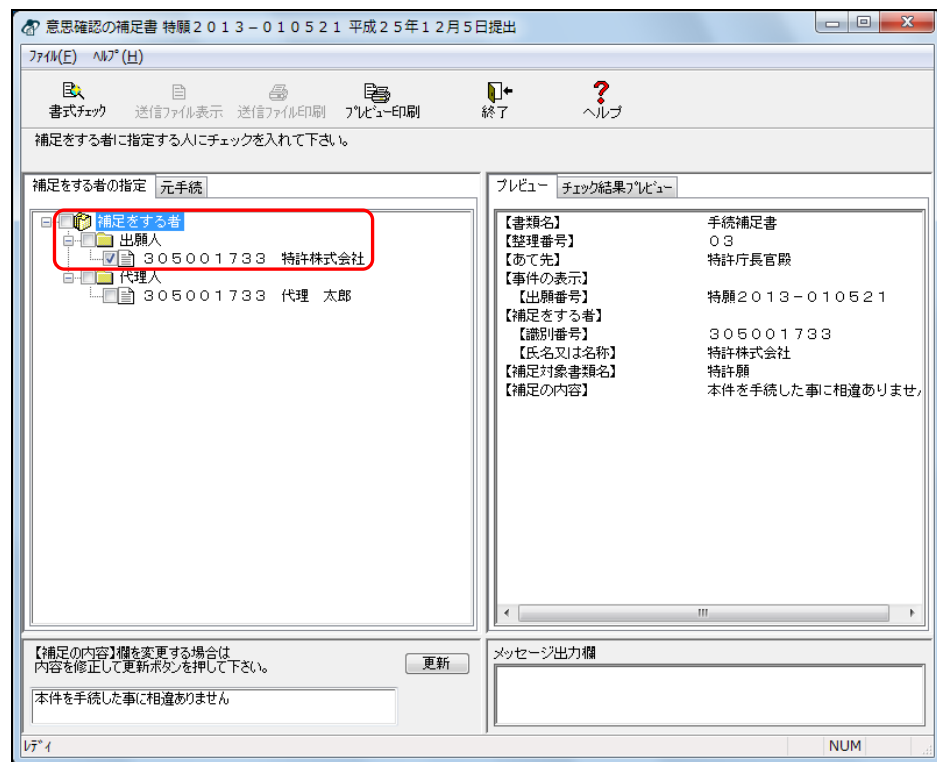 意思確認の補足書 特願２０１３－０１０５２１ 平成２５年１２月５日提出
ﾌｧｲﾙ(F) ﾍﾙﾌﾟ(H)
書式ﾁｪｯｸ 送信ﾌｧｲﾙ表示 送信ﾌｧｲﾙ印刷 ﾌﾟﾚﾋﾞｭｰ印刷 終了 ヘルプ
補足をする者に指定する人にチェックを入れて下さい。
補足をする者の指定 元手続
補足をする者
出願人
３０５００１７３３ 特許株式会社
代理人
３０５００１７３３ 代理 太郎
プレビュー ﾁｪｯｸ結果ﾌﾟﾚﾋﾞｭｰ
【書類名】 手続補足書
【整理番号】 ０３
【あて先】 特許庁長官殿
【事件の表示】
【出願番号】 特願２０１３－０１０５２１
【補足をする者】
【識別番号】 ３０５００１７３３
【氏名又は名称】 特許株式会社
【補足対象書類名】 特許願
【補足の内容】 本件を手続した事に相違ありませ
【補足の内容】欄を変更する場合は
内容を修正して更新ボタンを押して下さい。
更新
本件を手続した事に相違ありません
メッセージ出力欄
ﾚﾃﾞｨ NUM